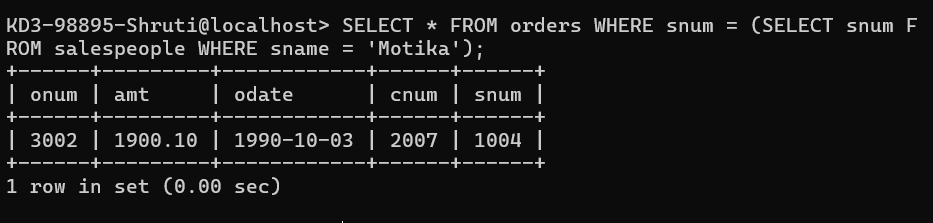 KD3-98895-Shruti@localhost> SELECT * FROM orders WHERE snum = (SELECT snum F
ROM salespeople WHERE sname = 'Motika');
+------+---------+------------+------+------+
| onum | amt     | odate      | cnum | snum |
+------+---------+------------+------+------+
| 3002 | 1900.10 | 1990-10-03 | 2007 | 1004 |
+------+---------+------------+------+------+
1 row in set (0.00 sec)